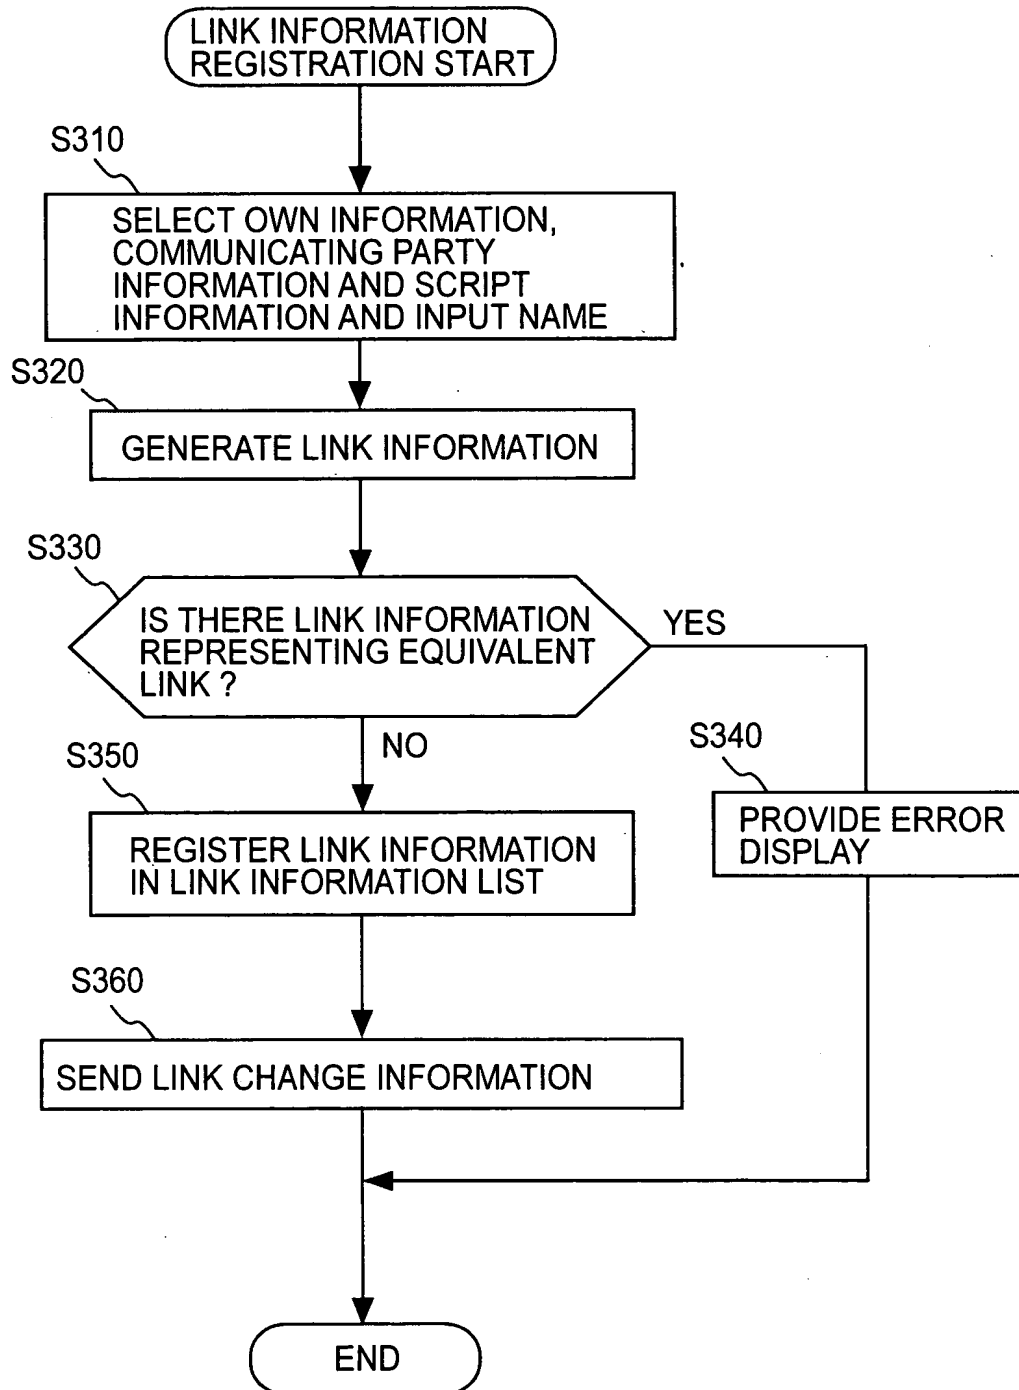 LINK INFORMATION
REGISTRATION START
S310
SELECT OWN INFORMATION,
COMMUNICATING PARTY
INFORMATION AND SCRIPT
INFORMATION AND INPUT NAME
S320
GENERATE LINK INFORMATION
S330
IS THERE LINK INFORMATION
REPRESENTING EQUIVALENT
LINK ?
YES
NO
S340
PROVIDE ERROR
DISPLAY
S350
REGISTER LINK INFORMATION
IN LINK INFORMATION LIST
S360
SEND LINK CHANGE INFORMATION
END